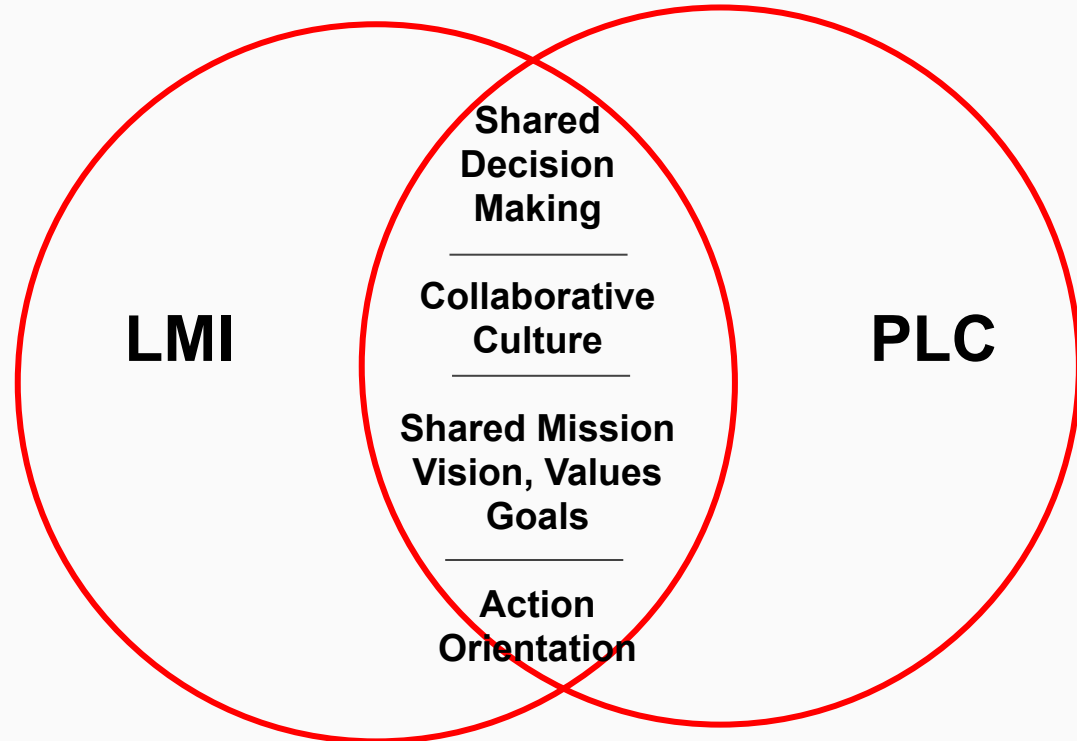 Shared
Decision
Making
Collaborative
Culture
LMI
PLC
Shared Mission
Vision, Values
Goals
Action
Orientation